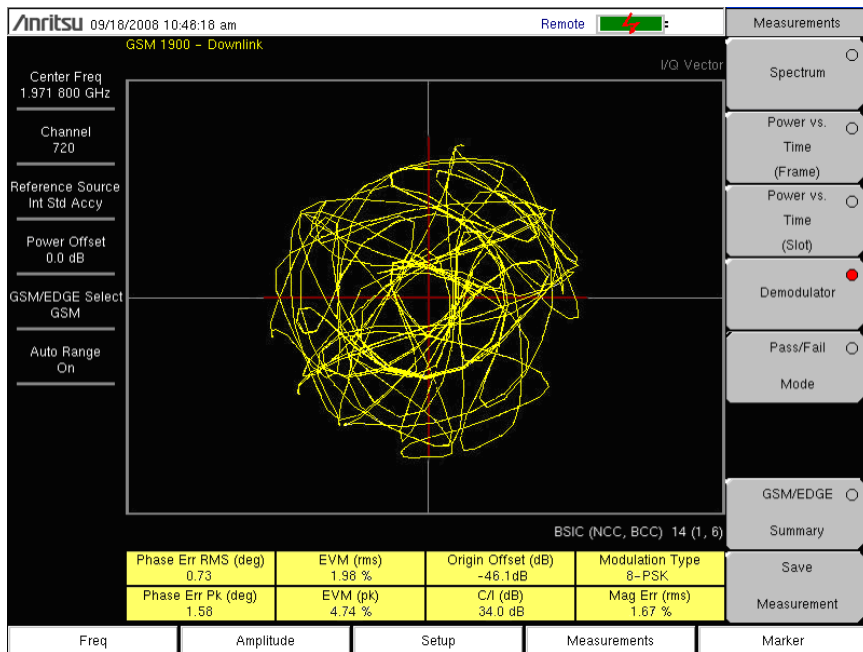 /Inritsu 09/18/2008 10:48:18 am
Remote
Measurements
GSM 1900 - Downlink
I/Q Vector
Center Freq
1.971 800 GHz
Channel
720
Reference Source
Int Std Accy
Power Offset
0.0 dB
GSM/EDGE Select
GSM
Auto Range
On
BSIC (NCC, BCC) 14 (1, 6)
Phase Err RMS (deg)
0.73
EVM (rms)
1.98 %
Origin Offset (dB)
-46.1dB
Modulation Type
8-PSK
Phase Err Pk (deg)
1.58
EVM (pk)
4.74 %
C/I (dB)
34.0 dB
Mag Err (rms)
1.67 %
Spectrum
Power vs.
Time
(Frame)
Power vs.
Time
(Slot)
Demodulator
Pass/Fail
Mode
GSM/EDGE
Summary
Save
Measurement
Freq
Amplitude
Setup
Measurements
Marker